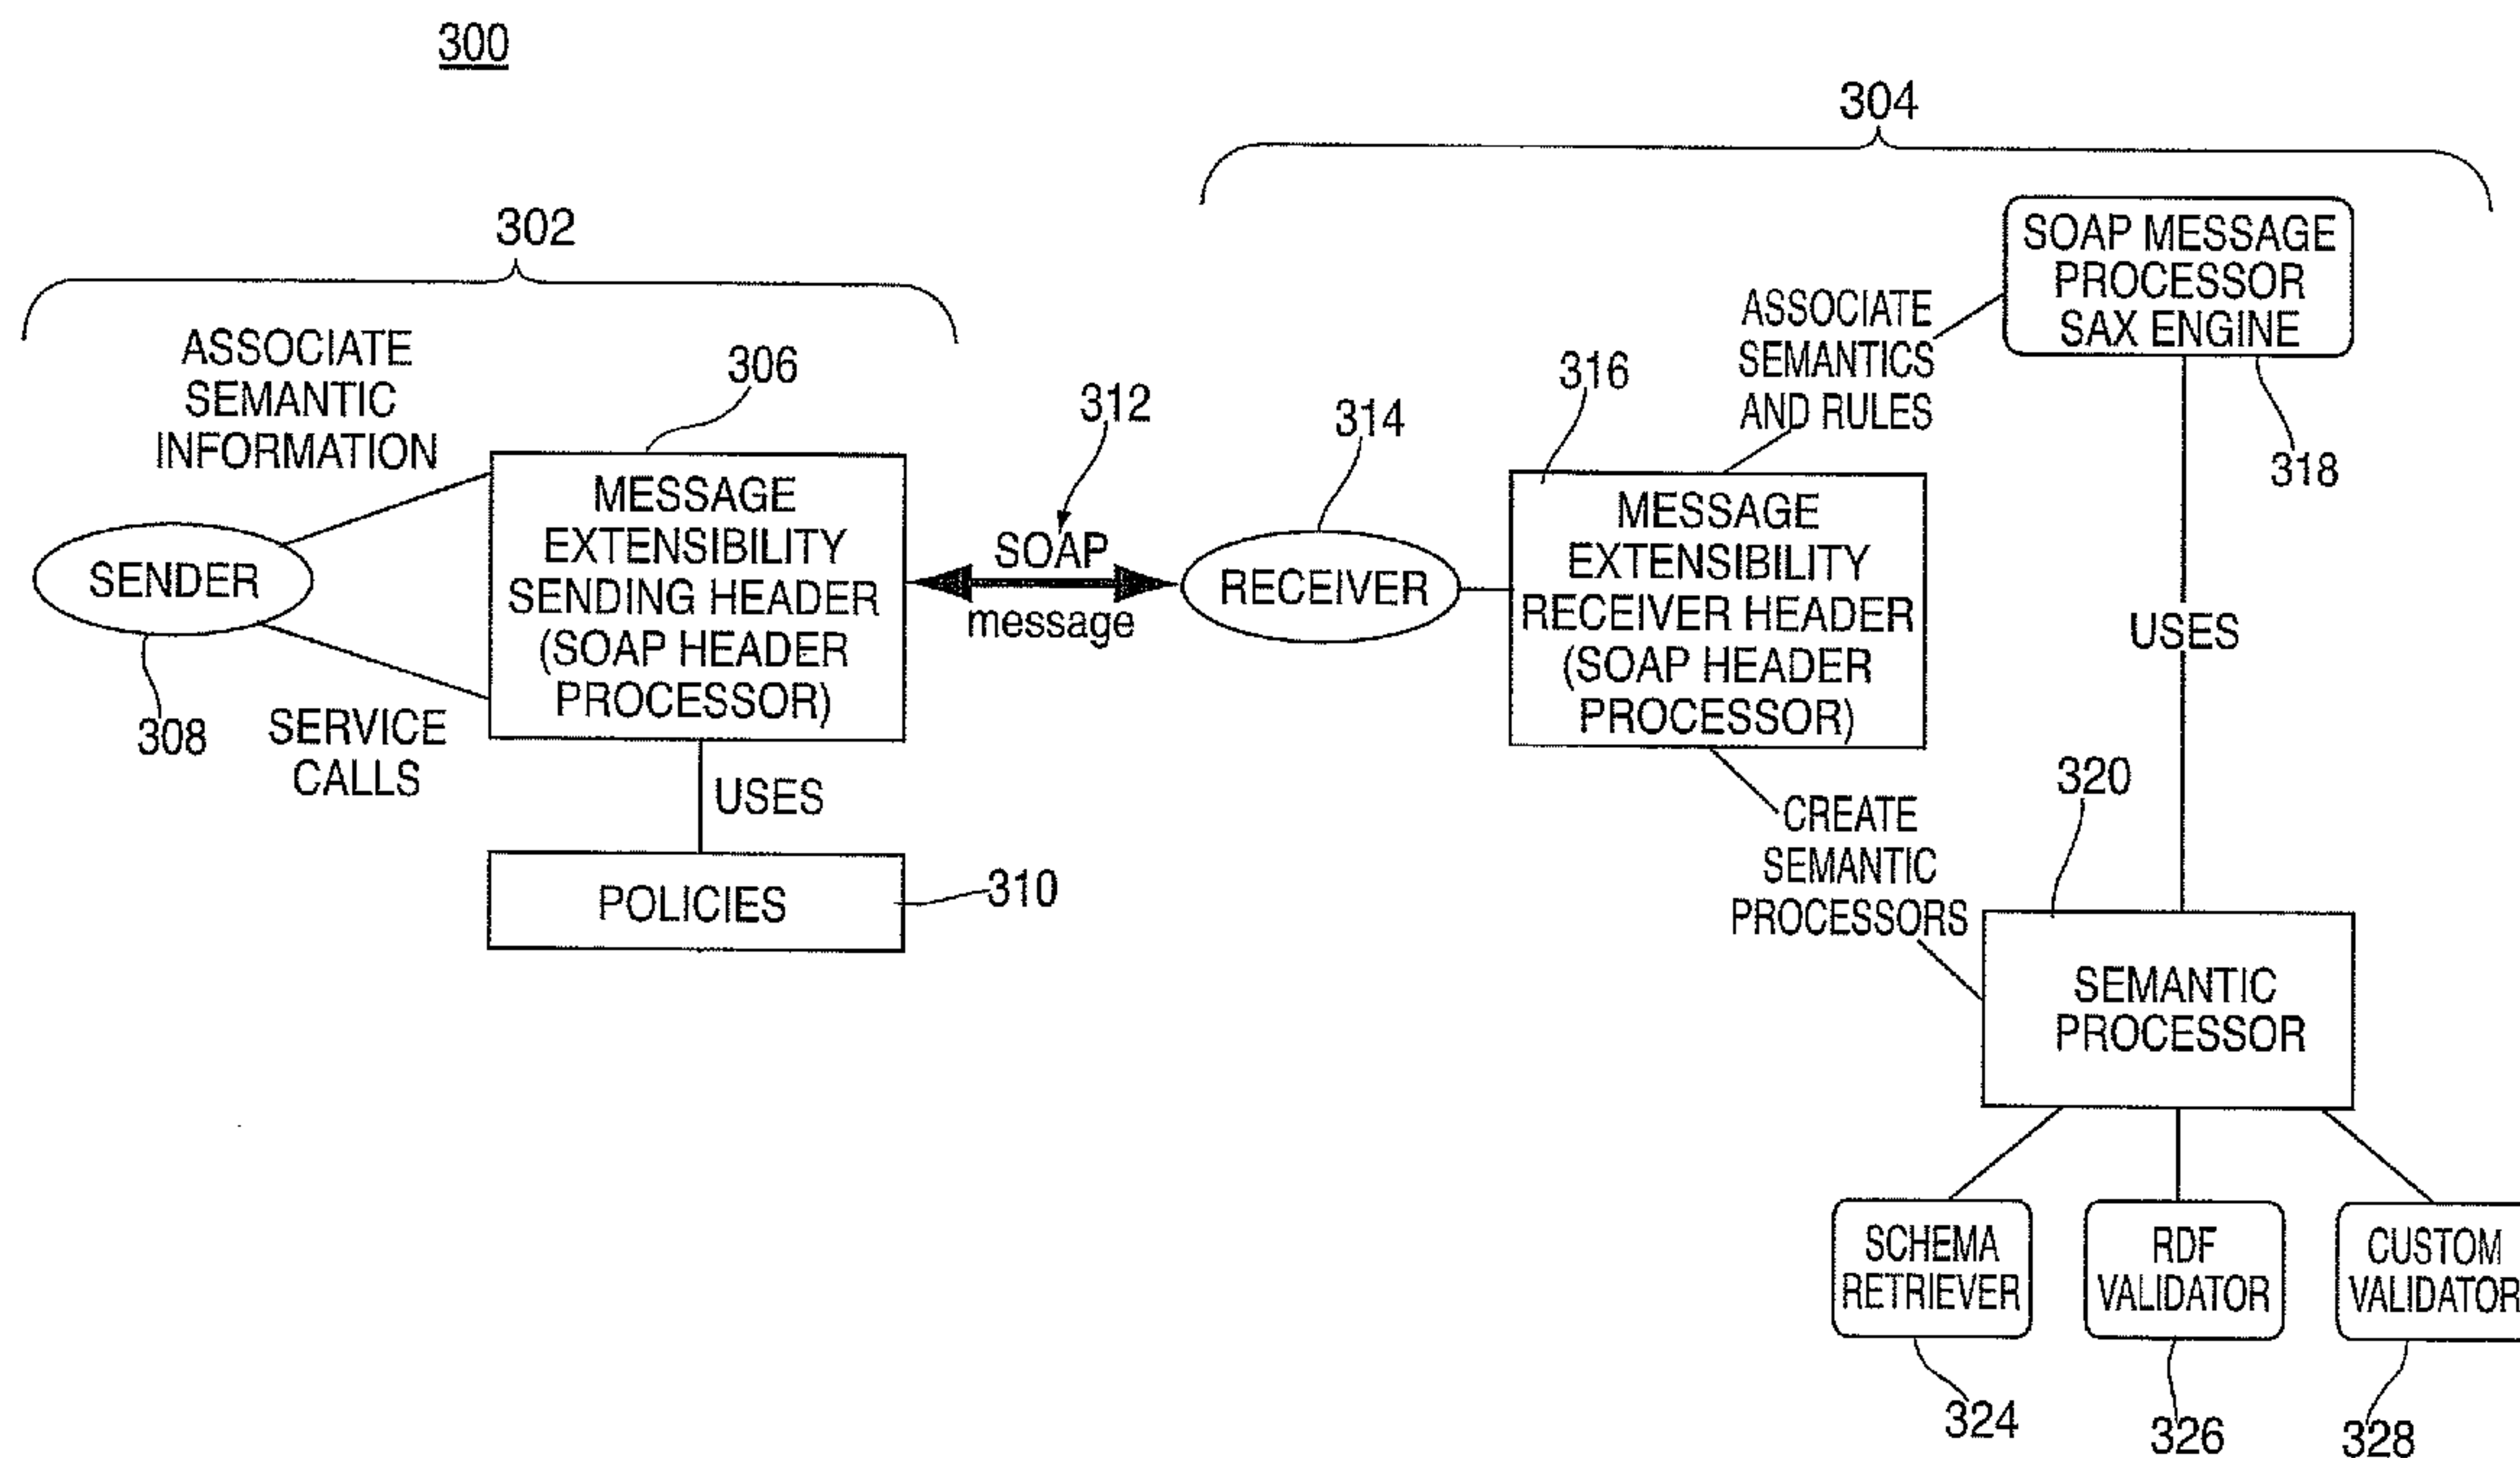 300
304
302
SOAP MESSAGE
PROCESSOR
SAX ENGINE
318
ASSOCIATE
SEMANTIC
INFORMATION
306
312
314
316
ASSOCIATE
SEMANTICS
AND RULES
SENDER
308
SERVICE
CALLS
MESSAGE
EXTENSIBILITY
SENDING HEADER
(SOAP HEADER
PROCESSOR)
SOAP
message
RECEIVER
MESSAGE
EXTENSIBILITY
RECEIVER HEADER
(SOAP HEADER
PROCESSOR)
USES
USES
POLICIES
310
CREATE
SEMANTIC
PROCESSORS
320
SEMANTIC
PROCESSOR
SCHEMA
RETRIEVER
RDF
VALIDATOR
CUSTOM
VALIDATOR
324
326
328